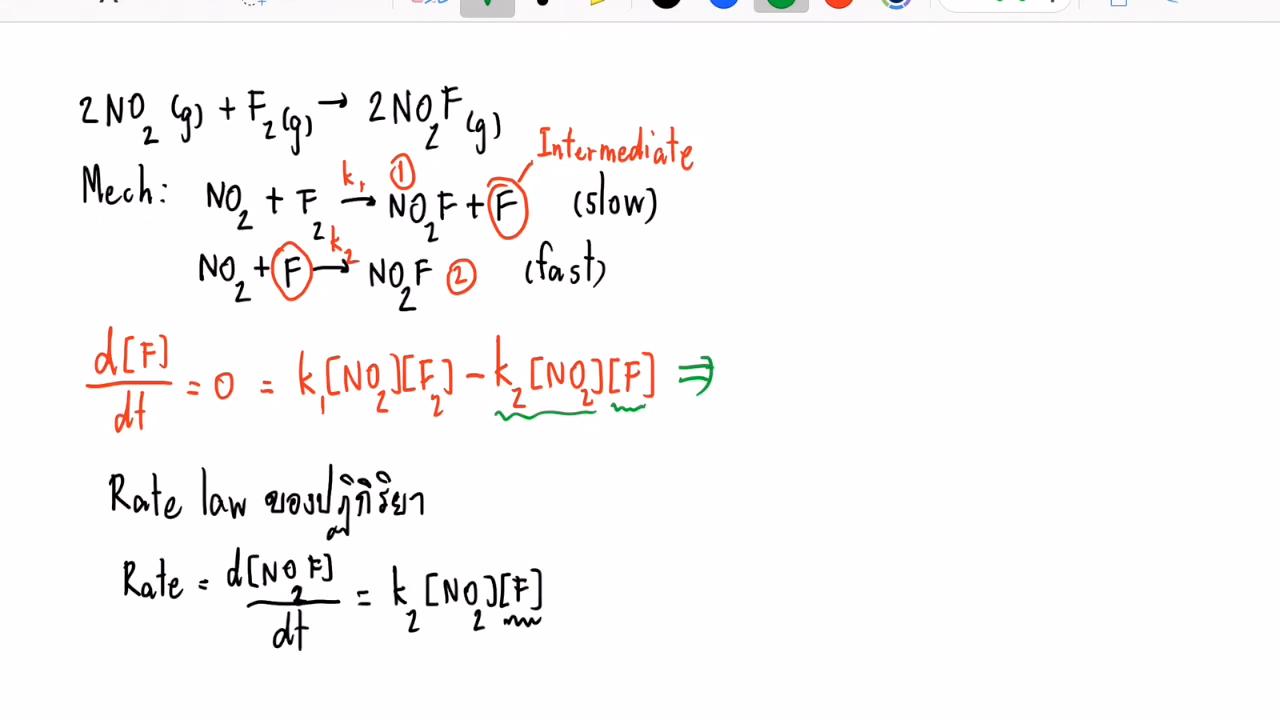 2NO₂(g) + F₂(g) → 2NO₂F(g)
Intermediate
Mech: NO₂ + F₂ →k₁ NO₂F + F (slow) ①
NO₂ + F →k₂ NO₂F ② (fast)
d[F]/dt = 0 = k₁[NO₂][F₂] - k₂[NO₂][F] ⇒
Rate law ของปฏิกิริยา
Rate = d[NO₂F]/dt = k₂[NO₂][F]